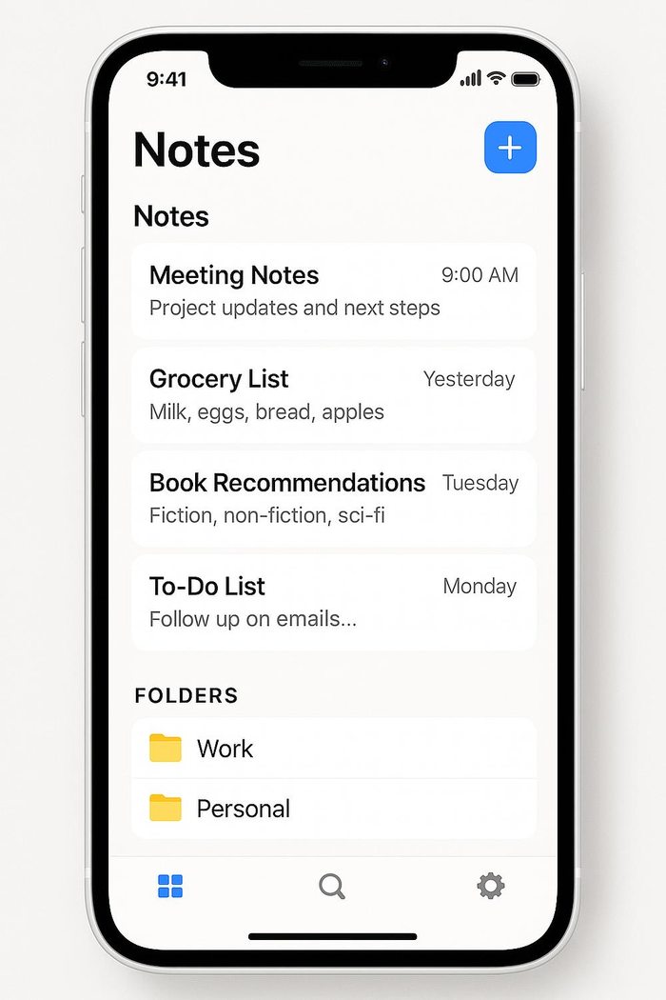 9:41
Notes
Notes
Meeting Notes 9:00 AM
Project updates and next steps
Grocery List Yesterday
Milk, eggs, bread, apples
Book Recommendations Tuesday
Fiction, non-fiction, sci-fi
To-Do List Monday
Follow up on emails...
FOLDERS
Work
Personal